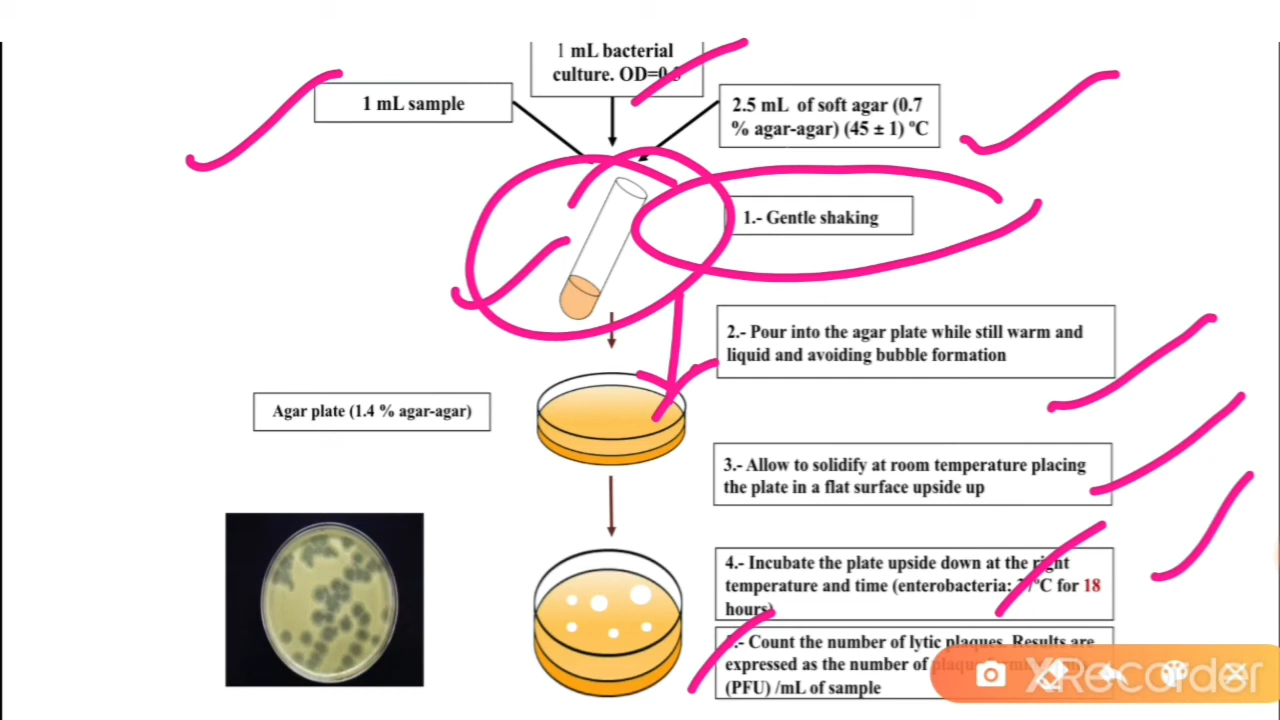 1 mL bacterial
culture. OD=
1 mL sample
2.5 mL of soft agar (0.7
% agar-agar) (45 ± 1) ºC
1.- Gentle shaking
2.- Pour into the agar plate while still warm and
liquid and avoiding bubble formation
Agar plate (1.4 % agar-agar)
3.- Allow to solidify at room temperature placing
the plate in a flat surface upside up
4.- Incubate the plate upside down at the right
temperature and time (enterobacteria: ºC for 18
hours)
Count the number of lytic plaques. Results are
expressed as the number of
(PFU) /mL of sample
XRecorder